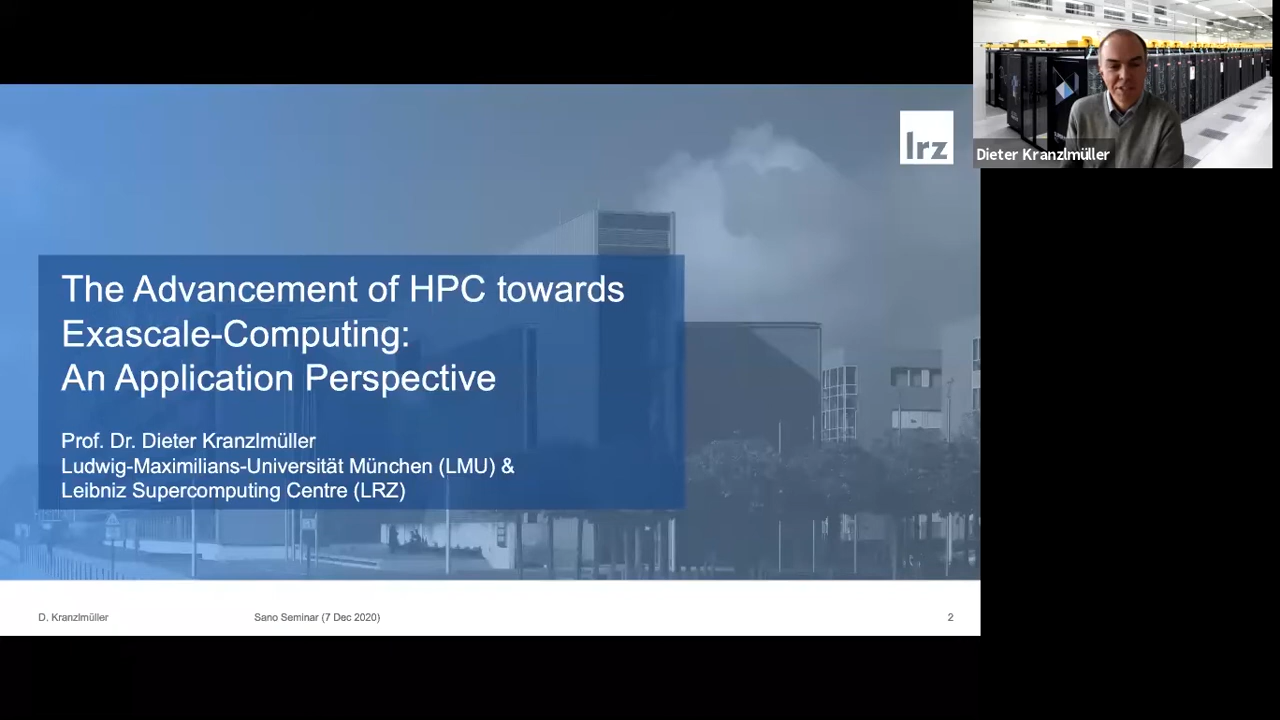 lrz
Dieter Kranzlmüller
The Advancement of HPC towards
Exascale-Computing:
An Application Perspective
Prof. Dr. Dieter Kranzlmüller
Ludwig-Maximilians-Universität München (LMU) &
Leibniz Supercomputing Centre (LRZ)
D. Kranzlmüller
Sano Seminar (7 Dec 2020)
2